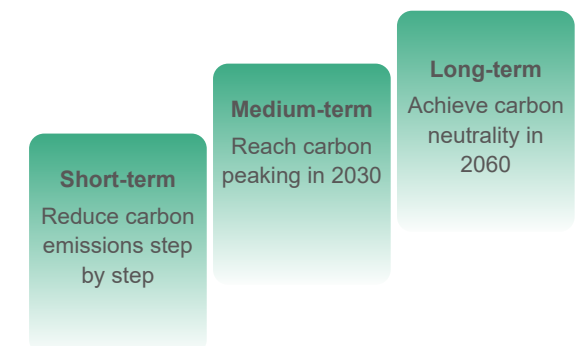 Short-term
Reduce carbon
emissions step
by step
Medium-term
Reach carbon
peaking in 2030
Long-term
Achieve carbon
neutrality in
2060